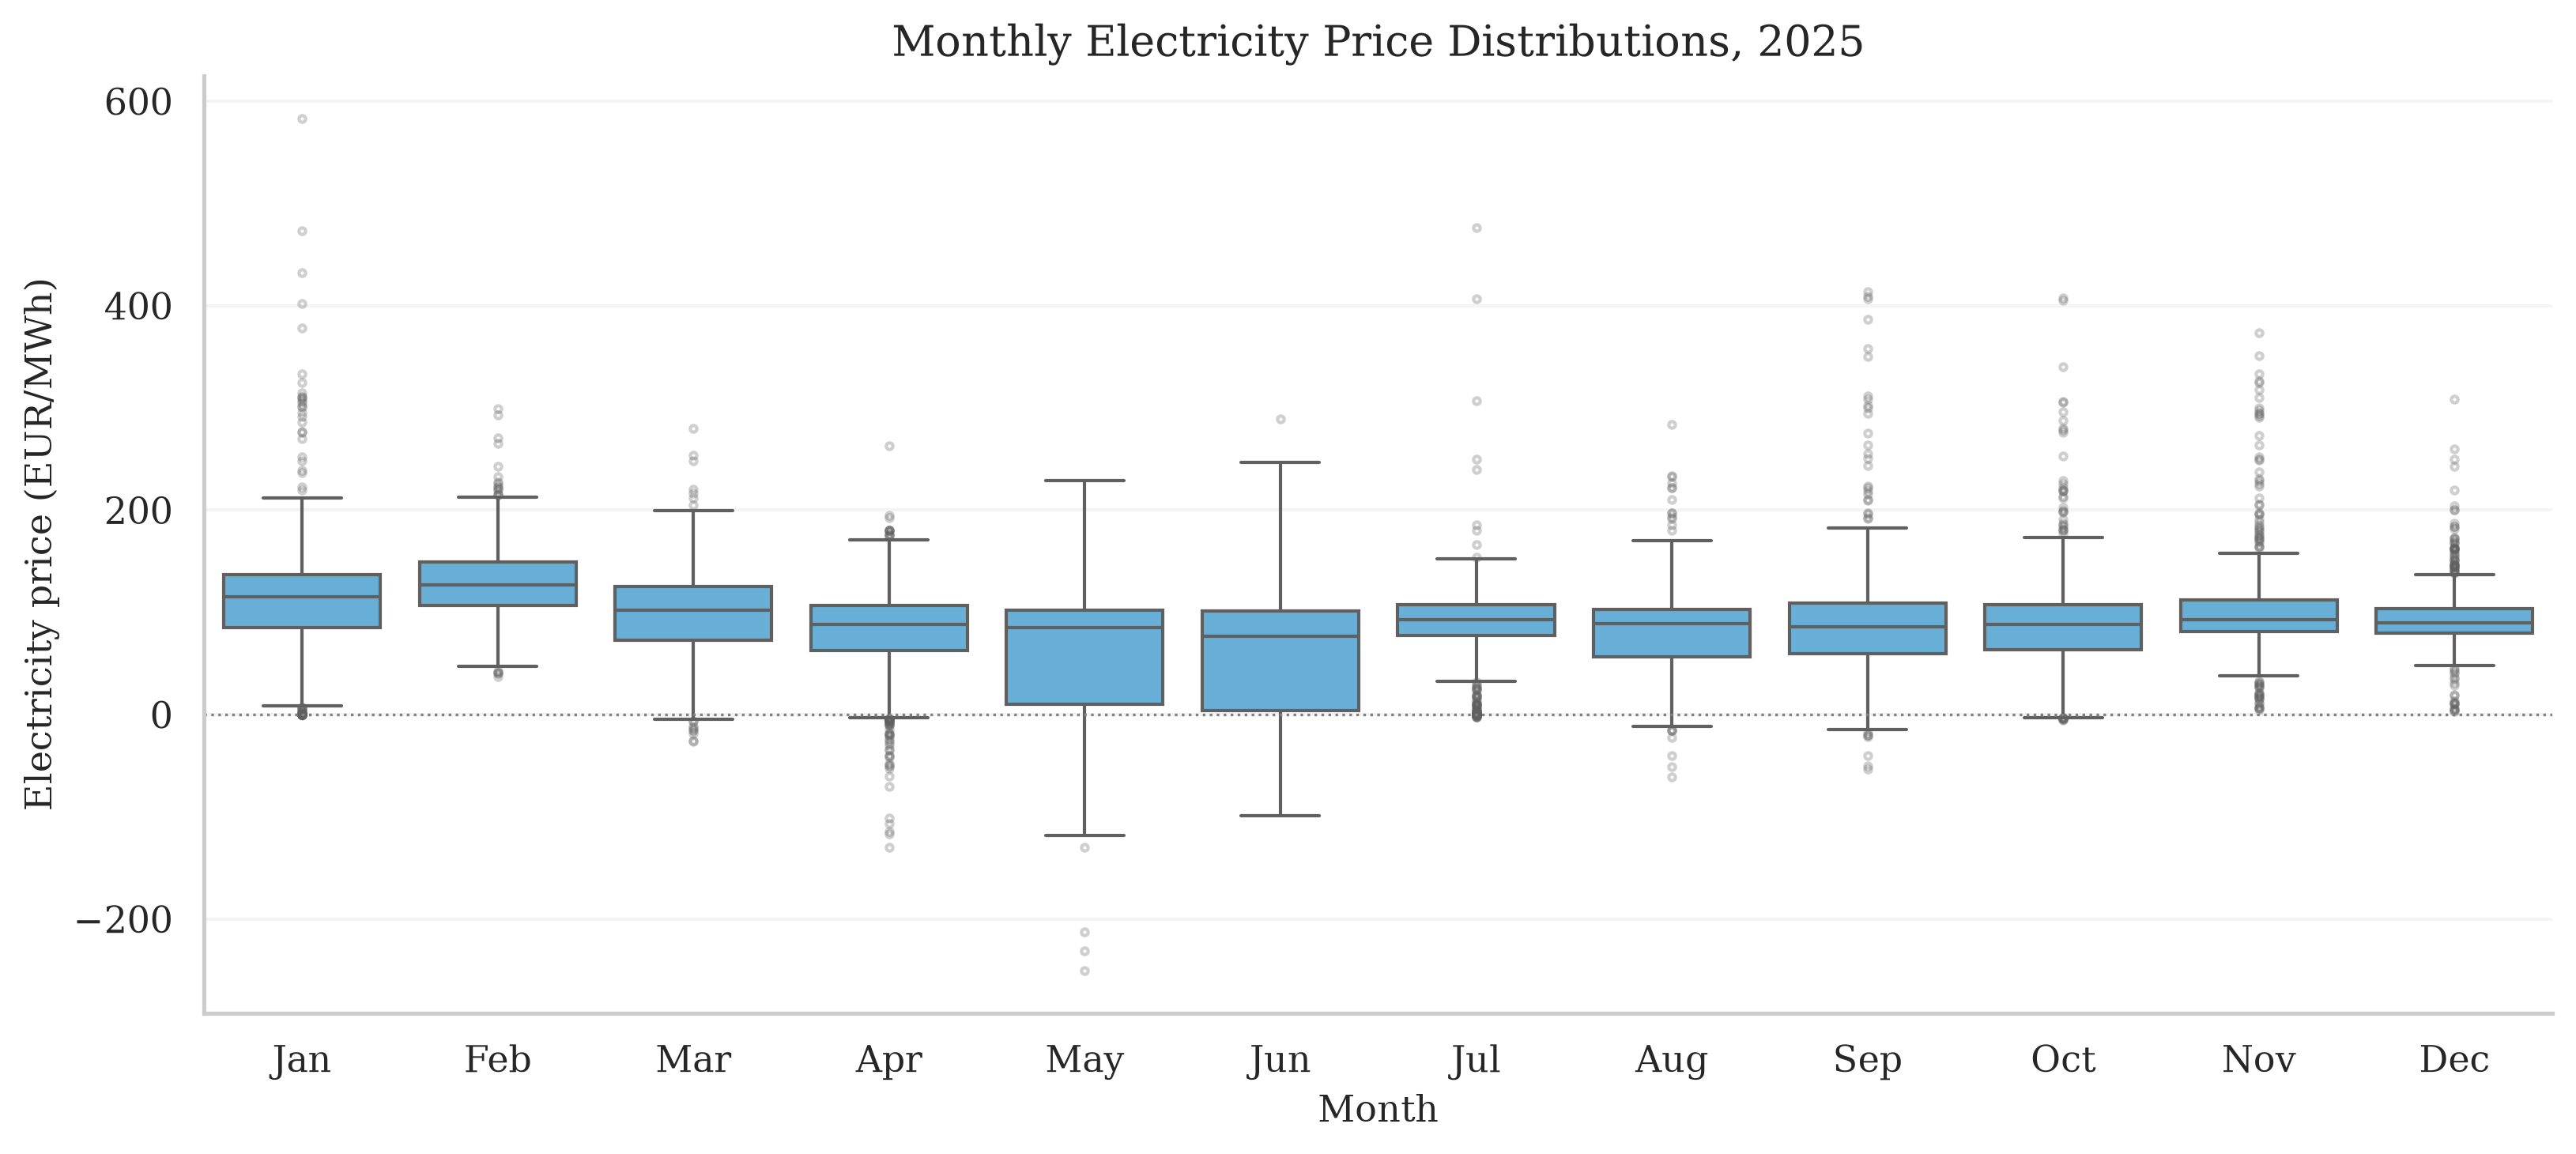 Monthly Electricity Price Distributions, 2025
Electricity price (EUR/MWh)
600
400
200
0
−200
Jan Feb Mar Apr May Jun Jul Aug Sep Oct Nov Dec
Month